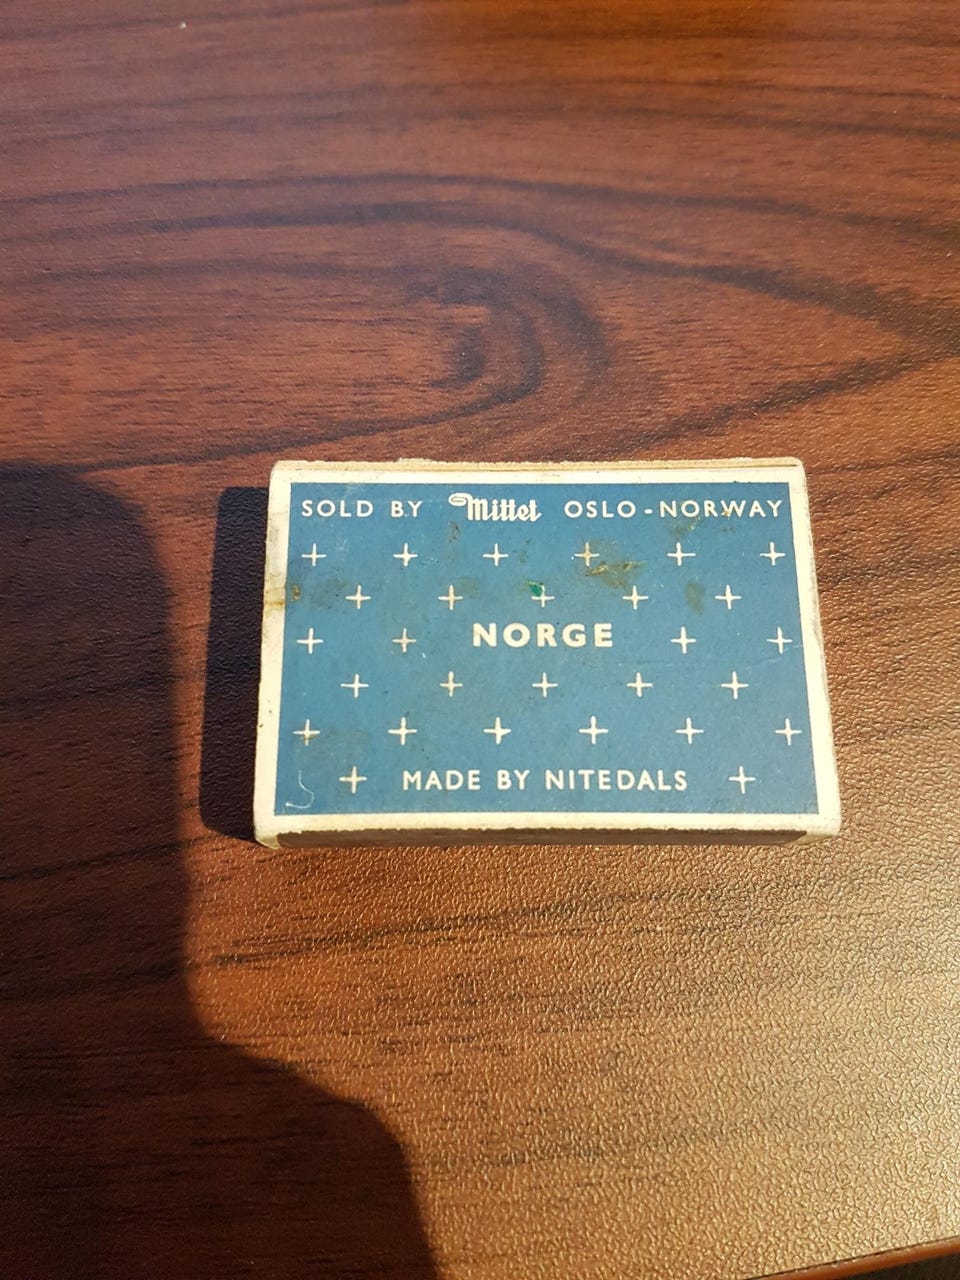 SOLD BY Mittet OSLO-NORWAY
NORGE
MADE BY NITEDALS